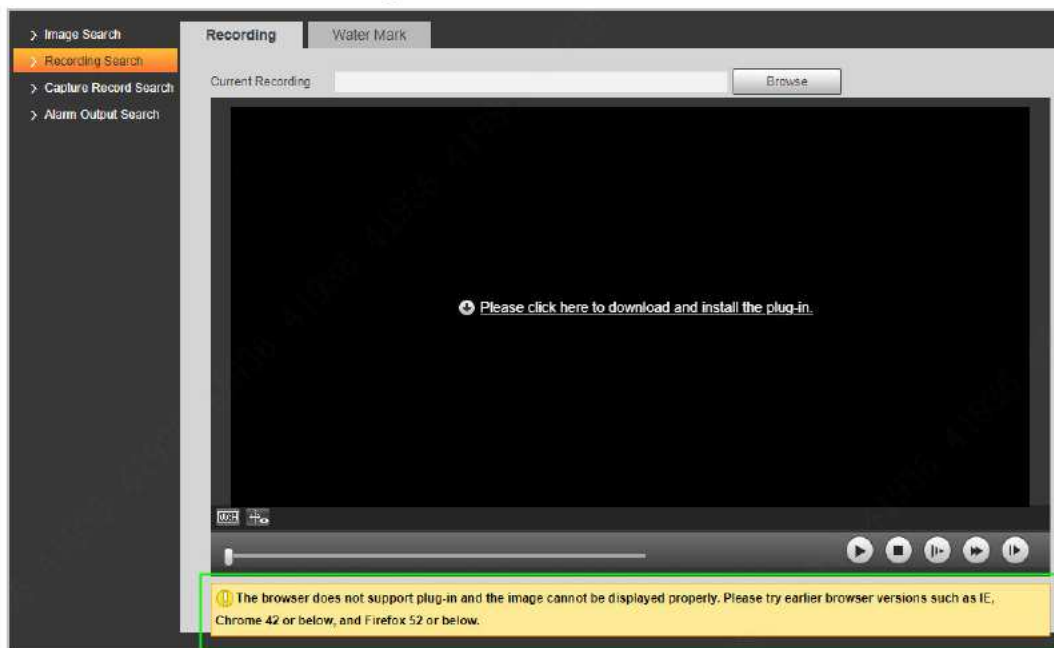 Image Search
Recording Search
Capture Record Search
Alarm Output Search
Recording
Water Mark
Current Recording
Browse
Please click here to download and install the plug-in.
The browser does not support plug-in and the image cannot be displayed properly. Please try earlier browser versions such as IE,
Chrome 42 or below, and Firefox 52 or below.